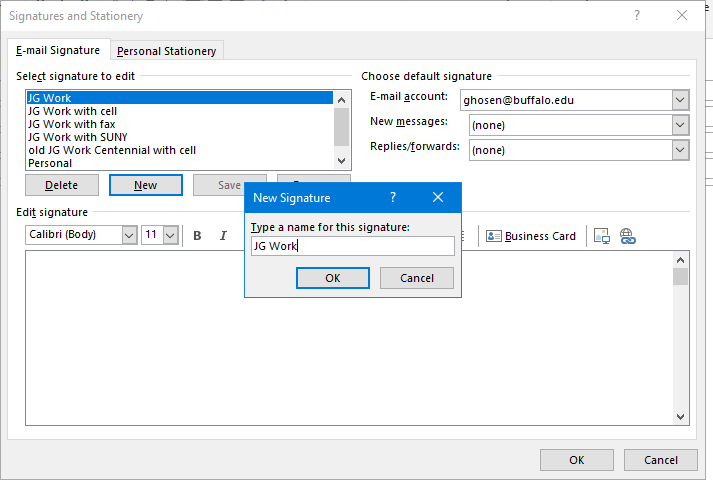 Signatures and Stationery
E-mail Signature
Personal Stationery
Select signature to edit
JG Work
JG Work with cell
JG Work with fax
JG Work with SUNY
old JG Work Centennial with cell
Personal
Delete
New
Save
Choose default signature
E-mail account:
ghosen@buffalo.edu
New messages:
(none)
Replies/forwards:
(none)
Edit signature
Calibri (Body)
11
B
I
Business Card
New Signature
?
Type a name for this signature:
JG Work
OK
Cancel
OK
Cancel